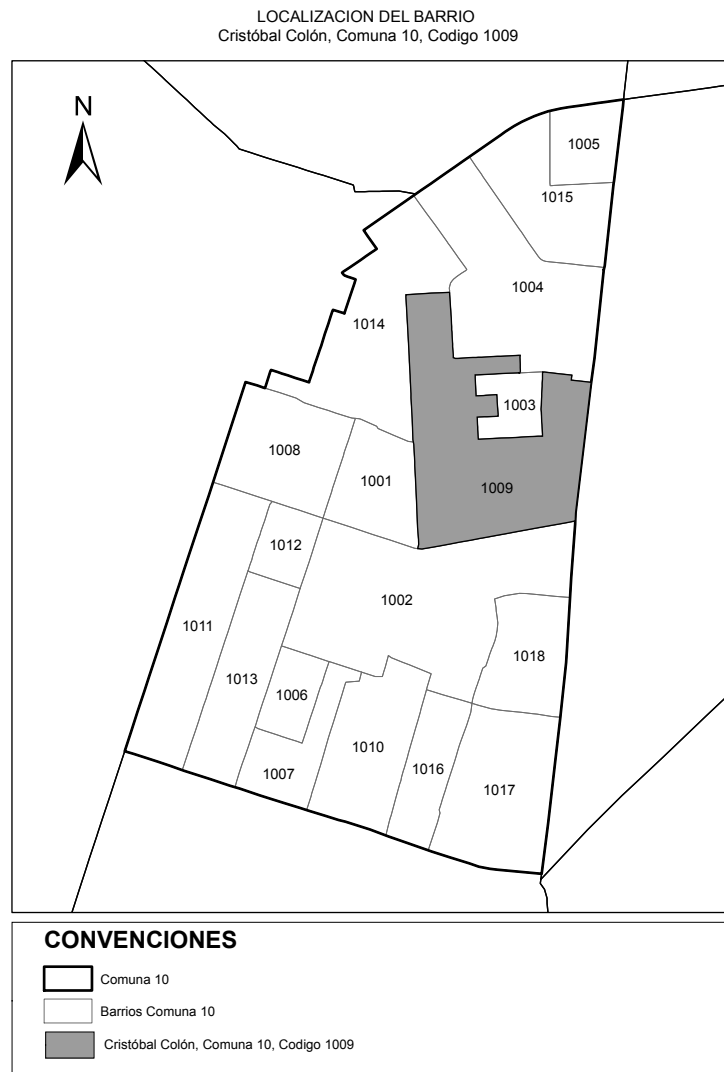 LOCALIZACION DEL BARRIO
Cristóbal Colón, Comuna 10, Codigo 1009
N
1005
1015
1004
1014
1003
1008
1001
1009
1012
1002
1011
1018
1013
1006
1010
1016
1007
1017
CONVENCIONES
Comuna 10
Barrios Comuna 10
Cristóbal Colón, Comuna 10, Codigo 1009